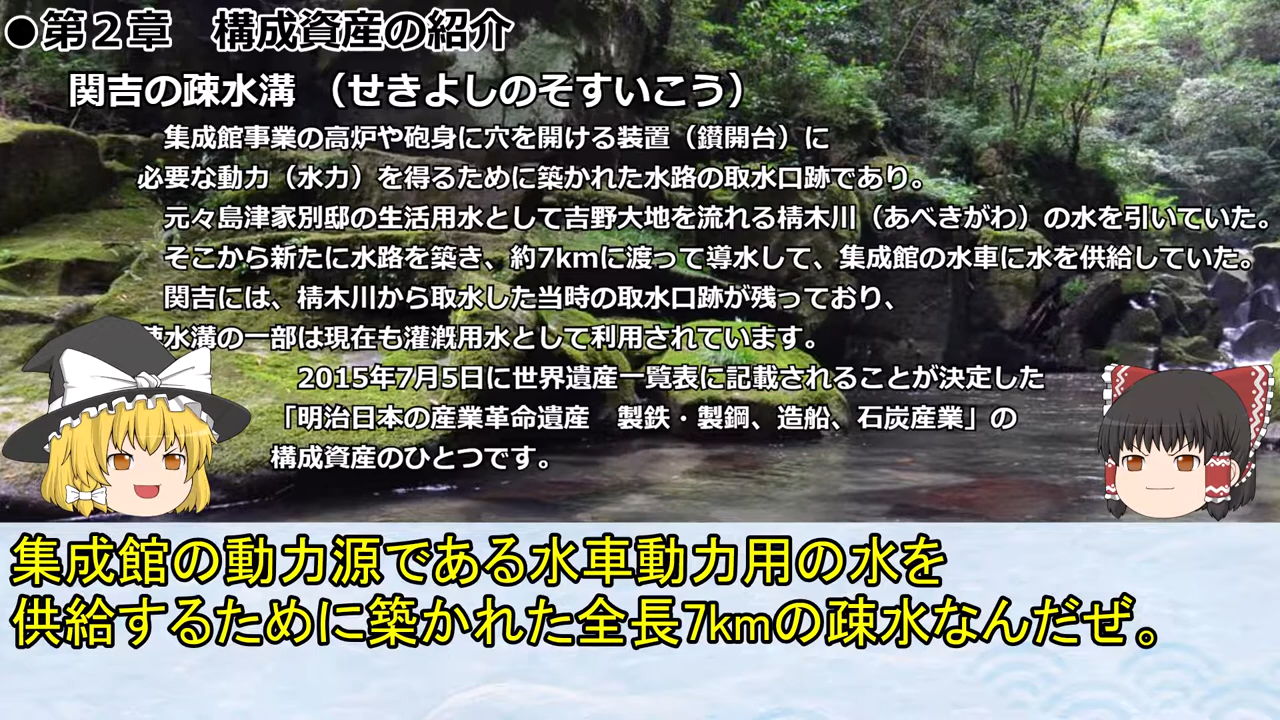 ●第２章　構成資産の紹介
関吉の疎水溝　（せきよしのそすいこう）
集成館事業の高炉や砲身に穴を開ける装置（鑚開台）に
必要な動力（水力）を得るために築かれた水路の取水口跡であり。
元々島津家別邸の生活用水として吉野大地を流れる棈木川（あべきがわ）の水を引いていた。
そこから新たに水路を築き、約7kmに渡って導水して、集成館の水車に水を供給していた。
関吉には、棈木川から取水した当時の取水口跡が残っており、
疎水溝の一部は現在も灌漑用水として利用されています。
2015年7月5日に世界遺産一覧表に記載されることが決定した
「明治日本の産業革命遺産　製鉄・製鋼、造船、石炭産業」の
構成資産のひとつです。
集成館の動力源である水車動力用の水を
供給するために築かれた全長7kmの疎水なんだぜ。